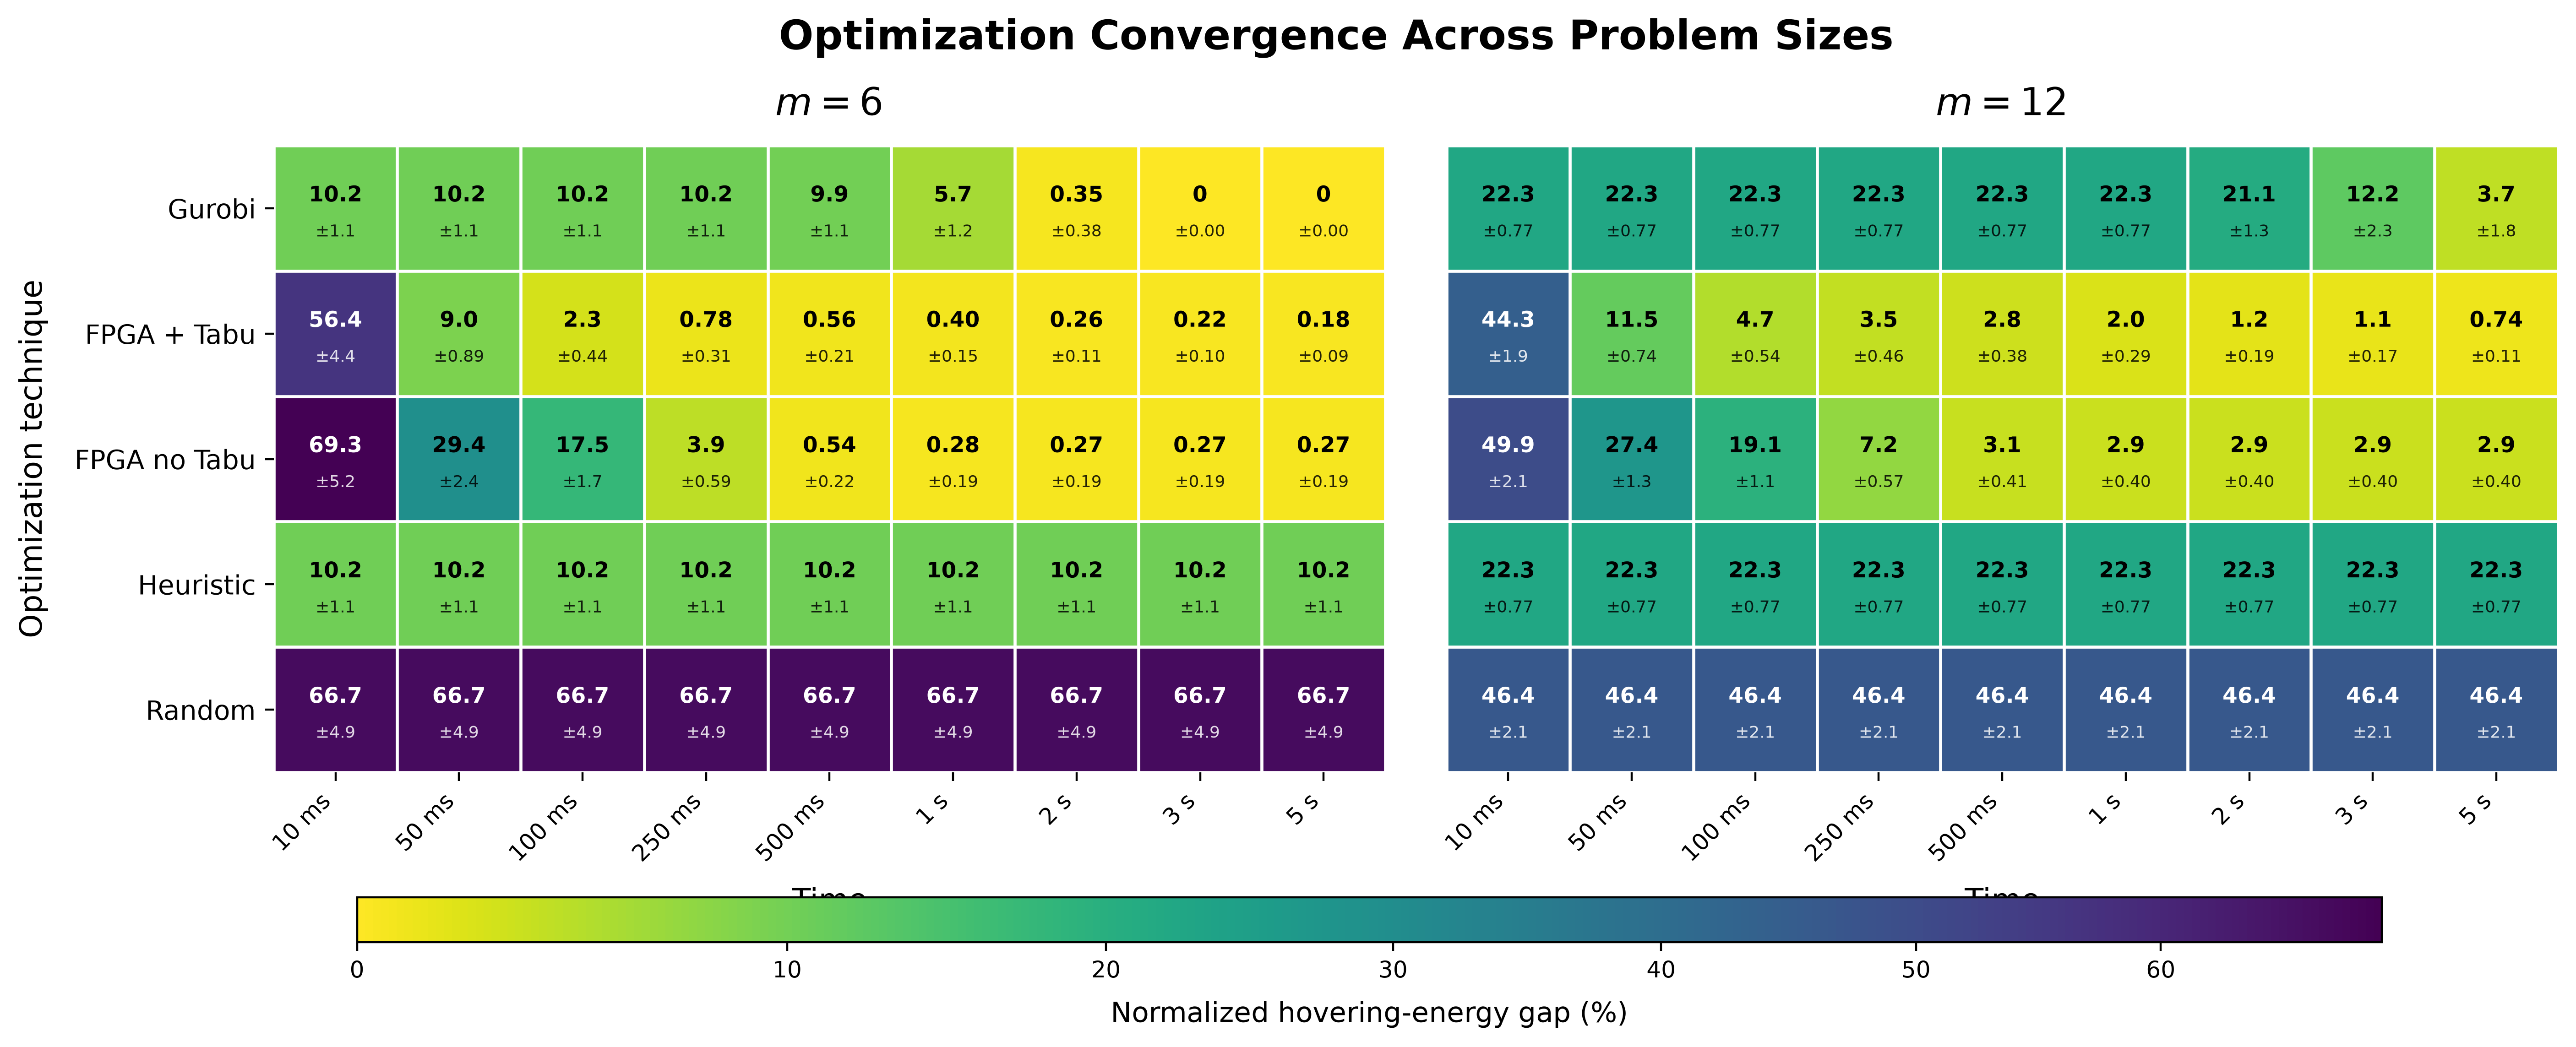 Optimization Convergence Across Problem Sizes
m = 6
m = 12
Optimization technique
Gurobi
10.2 10.2 10.2 10.2 9.9 5.7 0.35 0 0
±1.1 ±1.1 ±1.1 ±1.1 ±1.1 ±1.2 ±0.38 ±0.00 ±0.00
22.3 22.3 22.3 22.3 22.3 22.3 21.1 12.2 3.7
±0.77 ±0.77 ±0.77 ±0.77 ±0.77 ±0.77 ±1.3 ±2.3 ±1.8
FPGA + Tabu
56.4 9.0 2.3 0.78 0.56 0.40 0.26 0.22 0.18
±4.4 ±0.89 ±0.44 ±0.31 ±0.21 ±0.15 ±0.11 ±0.10 ±0.09
44.3 11.5 4.7 3.5 2.8 2.0 1.2 1.1 0.74
±1.9 ±0.74 ±0.54 ±0.46 ±0.38 ±0.29 ±0.19 ±0.17 ±0.11
FPGA no Tabu
69.3 29.4 17.5 3.9 0.54 0.28 0.27 0.27 0.27
±5.2 ±2.4 ±1.7 ±0.59 ±0.22 ±0.19 ±0.19 ±0.19 ±0.19
49.9 27.4 19.1 7.2 3.1 2.9 2.9 2.9 2.9
±2.1 ±1.3 ±1.1 ±0.57 ±0.41 ±0.40 ±0.40 ±0.40 ±0.40
Heuristic
10.2 10.2 10.2 10.2 10.2 10.2 10.2 10.2 10.2
±1.1 ±1.1 ±1.1 ±1.1 ±1.1 ±1.1 ±1.1 ±1.1 ±1.1
22.3 22.3 22.3 22.3 22.3 22.3 22.3 22.3 22.3
±0.77 ±0.77 ±0.77 ±0.77 ±0.77 ±0.77 ±0.77 ±0.77 ±0.77
Random
66.7 66.7 66.7 66.7 66.7 66.7 66.7 66.7 66.7
±4.9 ±4.9 ±4.9 ±4.9 ±4.9 ±4.9 ±4.9 ±4.9 ±4.9
46.4 46.4 46.4 46.4 46.4 46.4 46.4 46.4 46.4
±2.1 ±2.1 ±2.1 ±2.1 ±2.1 ±2.1 ±2.1 ±2.1 ±2.1
10 ms 50 ms 100 ms 250 ms 500 ms 1 s 2 s 3 s 5 s
10 ms 50 ms 100 ms 250 ms 500 ms 1 s 2 s 3 s 5 s
Time
Time
0 10 20 30 40 50 60
Normalized hovering-energy gap (%)